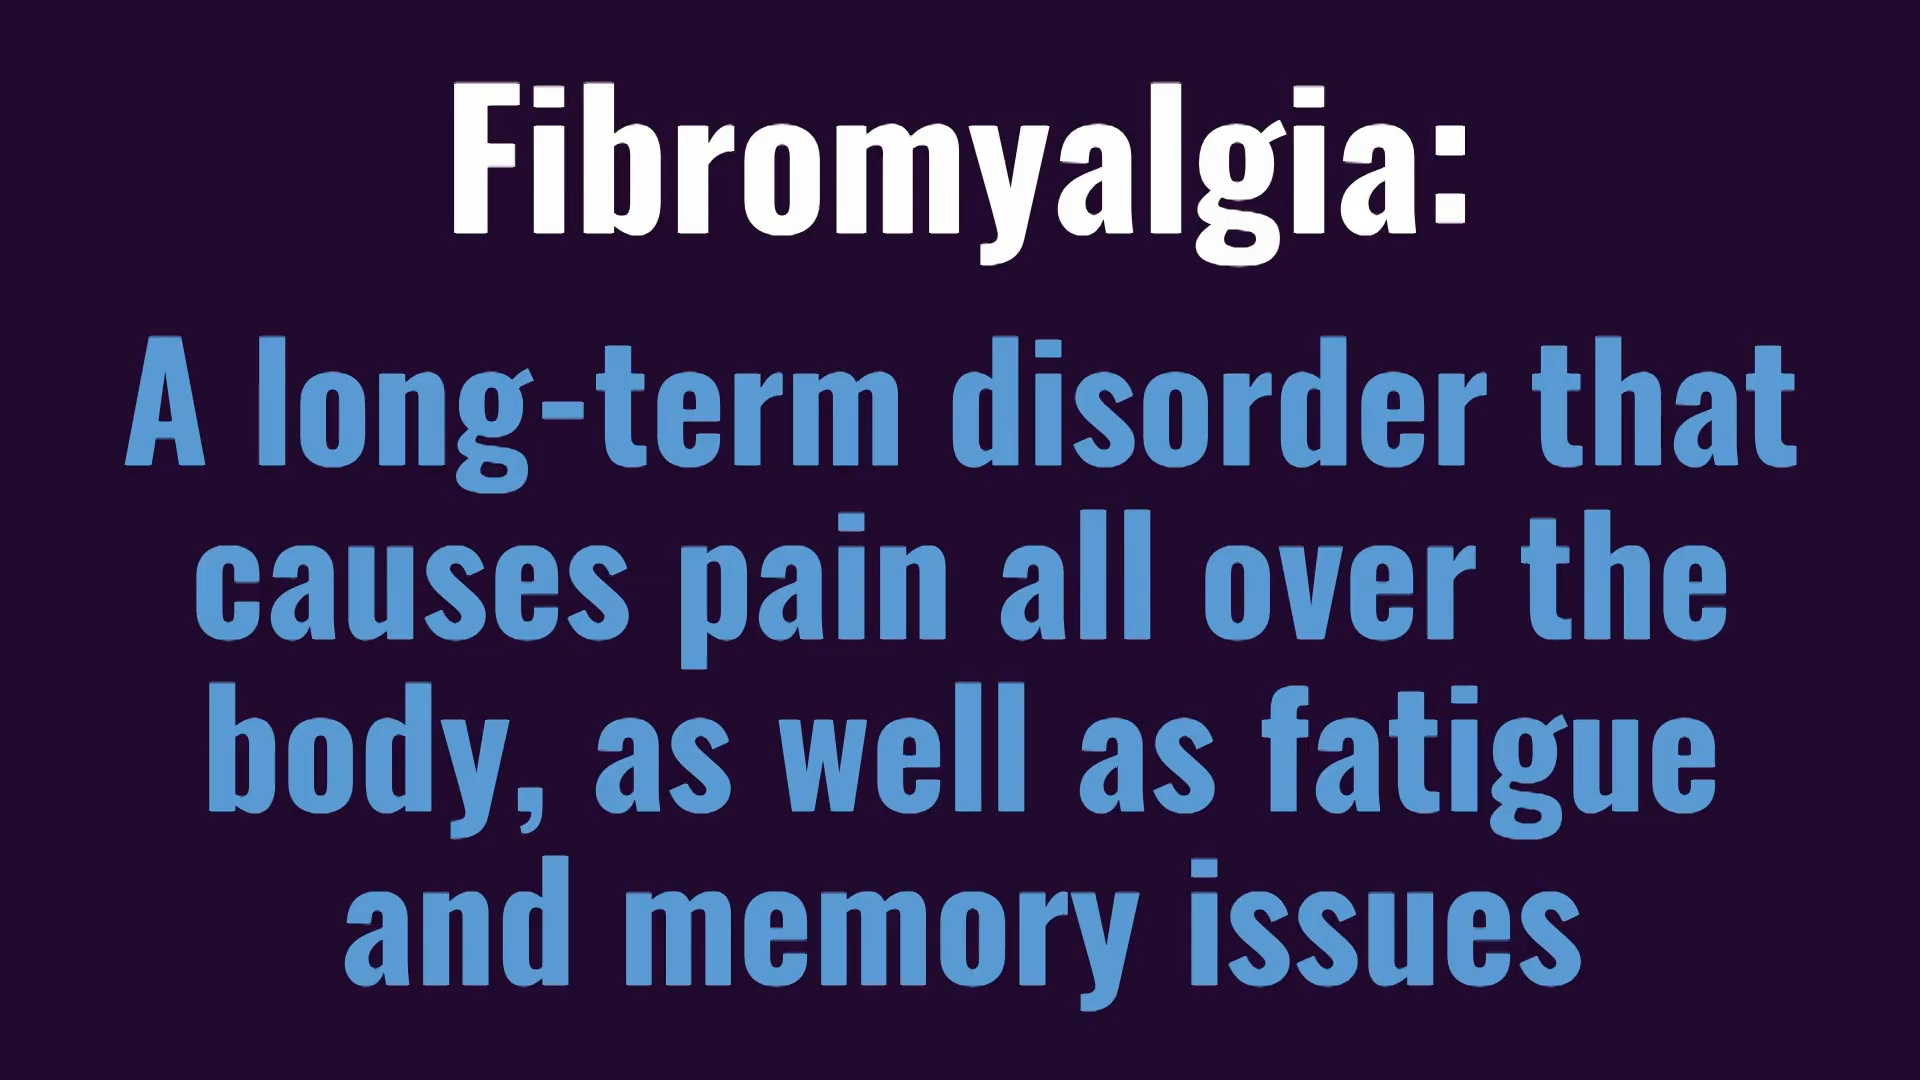 Fibromyalgia:
A long-term disorder that
causes pain all over the
body, as well as fatigue
and memory issues